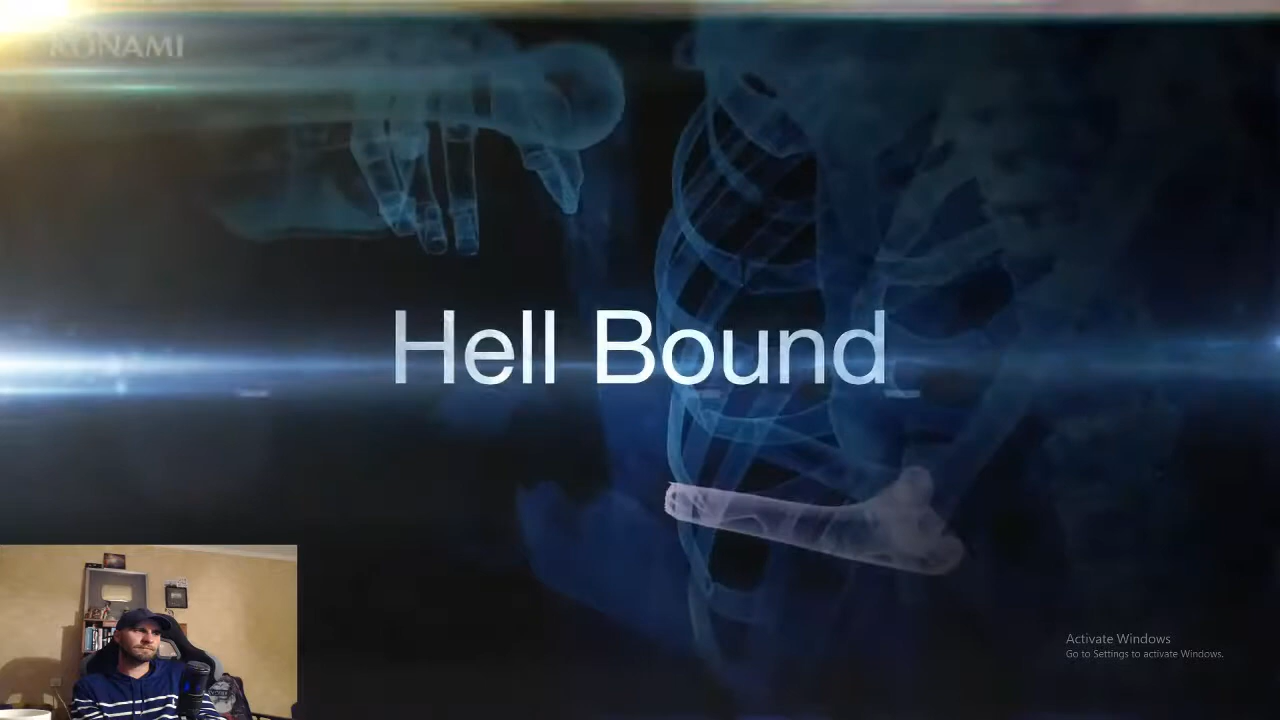 KONAMI
Hell Bound
Activate Windows
Go to Settings to activate Windows.